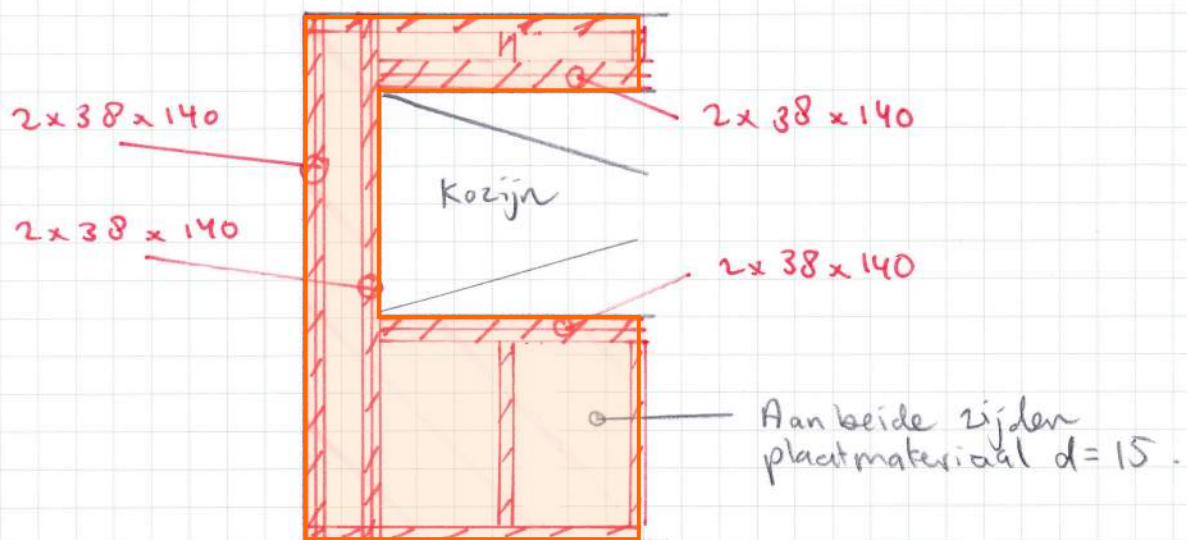 2x38x140
2x38x140
2x38x140
Kozijn
2x38x140
Aan beide zijden
plaatmateriaal d=15.